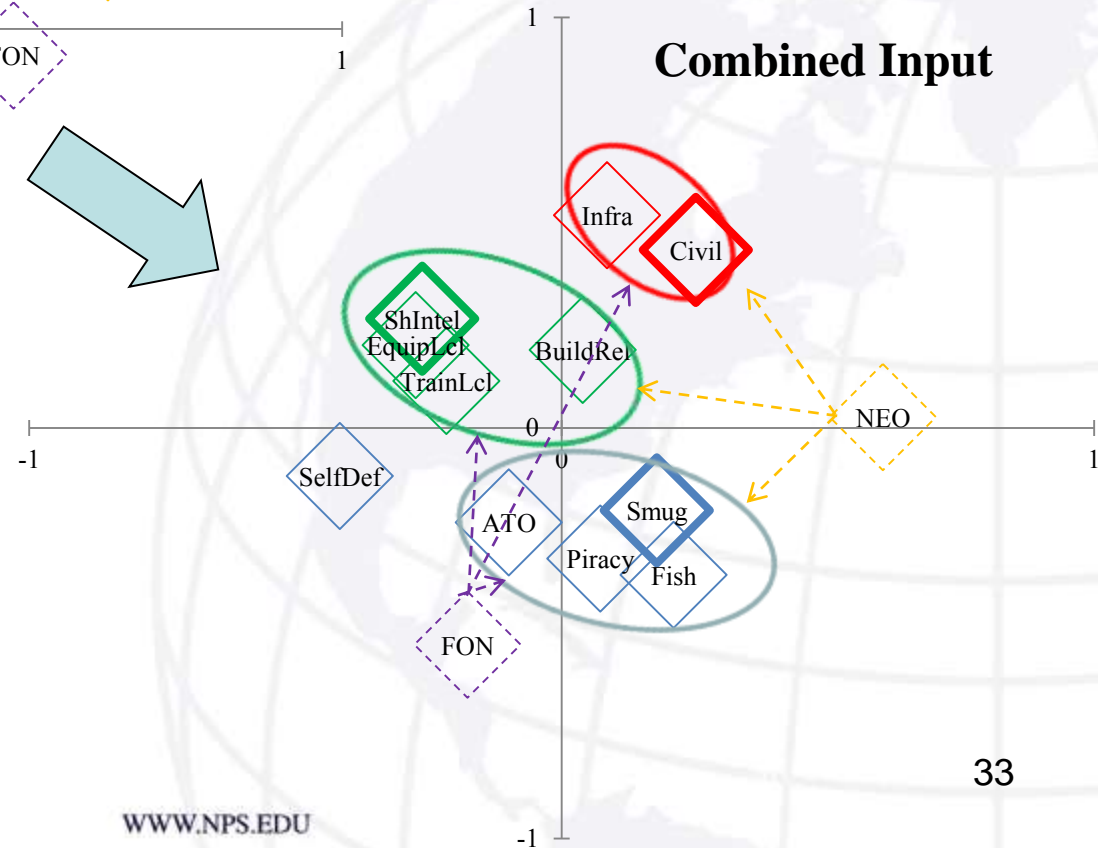 1
Combined Input
ON
1
Infra
Civil
ShIntel
EquipLcl
BuildRel
TrainLcl
NEO
0
-1
0
1
SelfDef
ATO
Smug
Piracy
Fish
FON
33
WWW.NPS.EDU
-1